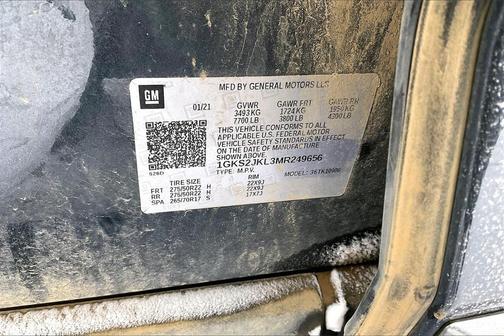 GM
MFD BY GENERAL MOTORS LLC
01/21 GVWR GAWR FRT GAWR RR
3493 KG 1724 KG 1950 KG
7700 LB 3800 LB 4300 LB
THIS VEHICLE CONFORMS TO ALL
APPLICABLE U.S. FEDERAL MOTOR
VEHICLE SAFETY STANDARDS IN EFFECT
ON THE DATE OF MANUFACTURE
SHOWN ABOVE.
1GKS2JKL3MR249656
TYPE: M.P.V. MODEL:
TIRE SIZE RIM
FRT 275/50R22 H 22X9J
RR 275/50R22 H 22X9J
SPA 265/70R17 S 17X7J